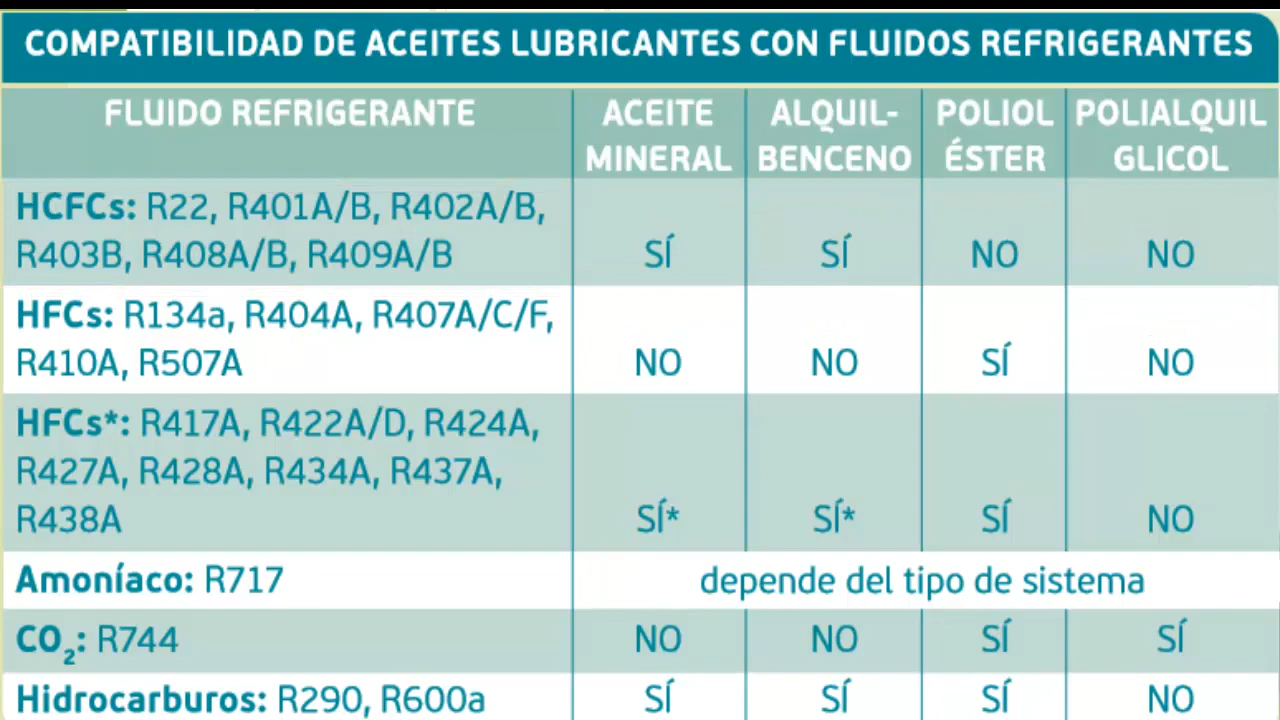 COMPATIBILIDAD DE ACEITES LUBRICANTES CON FLUIDOS REFRIGERANTES
FLUIDO REFRIGERANTE ACEITE MINERAL ALQUIL-BENCENO POLIOL ÉSTER POLIALQUIL GLICOL
HCFCs: R22, R401A/B, R402A/B,
R403B, R408A/B, R409A/B SÍ SÍ NO NO
HFCs: R134a, R404A, R407A/C/F,
R410A, R507A NO NO SÍ NO
HFCs*: R417A, R422A/D, R424A,
R427A, R428A, R434A, R437A,
R438A SÍ* SÍ* SÍ NO
Amoníaco: R717 depende del tipo de sistema
CO₂: R744 NO NO SÍ SÍ
Hidrocarburos: R290, R600a SÍ SÍ SÍ NO